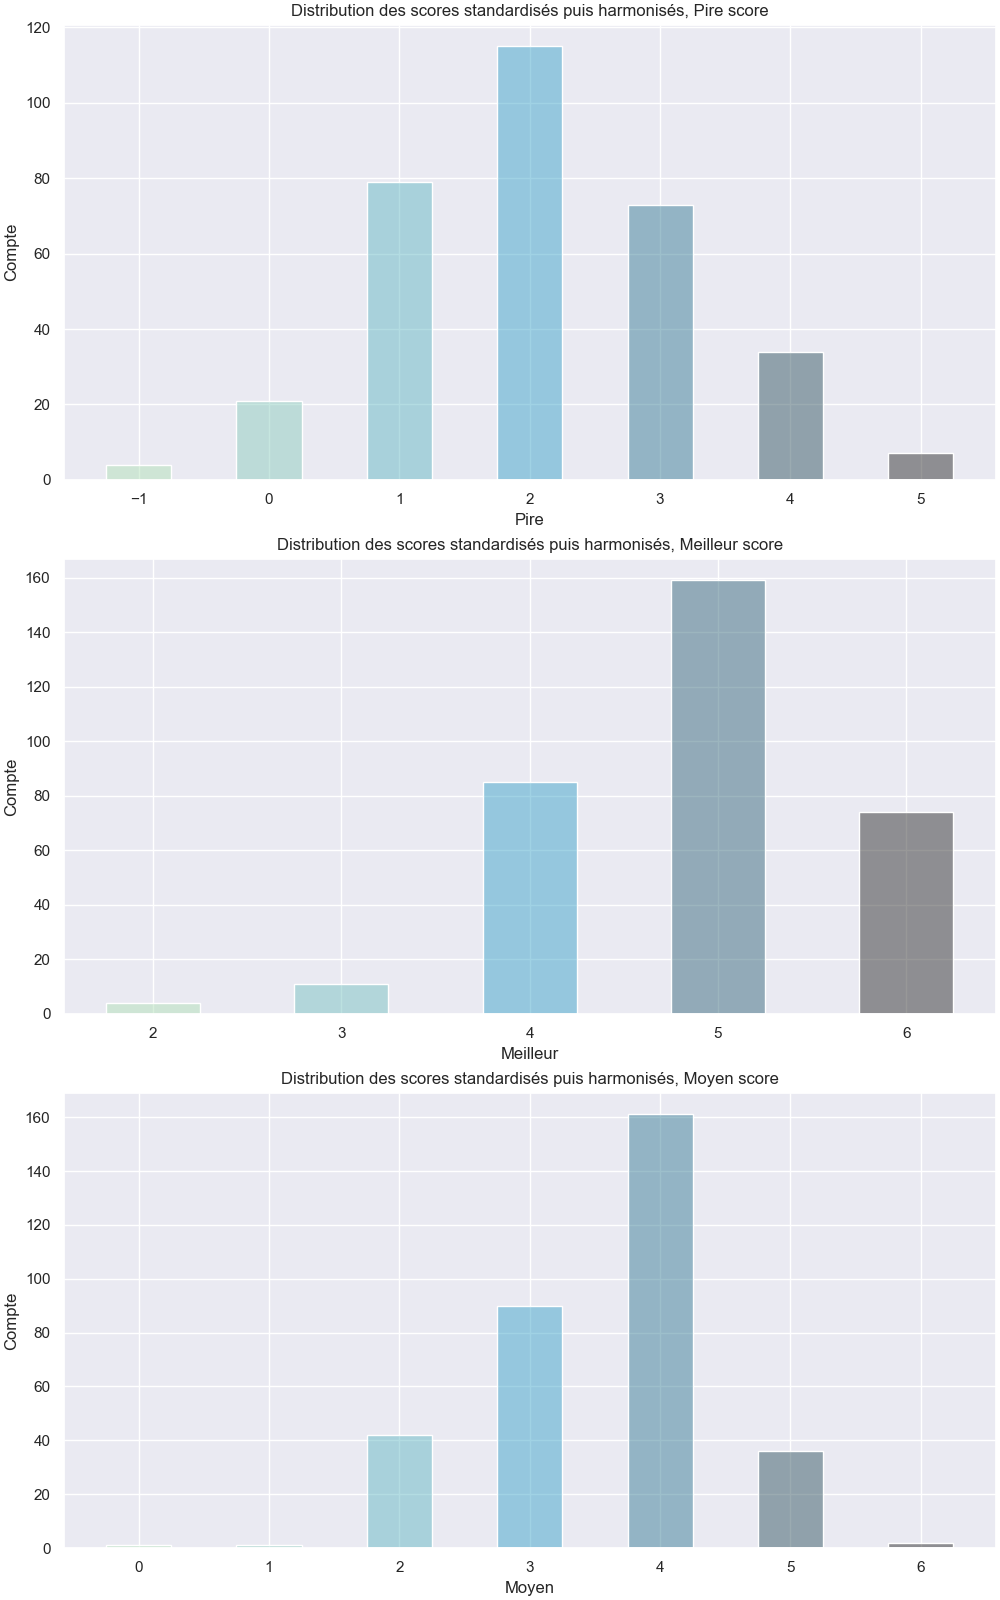 Distribution des scores standardisés puis harmonisés, Pire score
120
100
80
60
40
20
0
Compte
−1 0 1 2 3 4 5
Pire
Distribution des scores standardisés puis harmonisés, Meilleur score
160
140
120
100
80
60
40
20
0
Compte
2 3 4 5 6
Meilleur
Distribution des scores standardisés puis harmonisés, Moyen score
160
140
120
100
80
60
40
20
0
Compte
0 1 2 3 4 5 6
Moyen